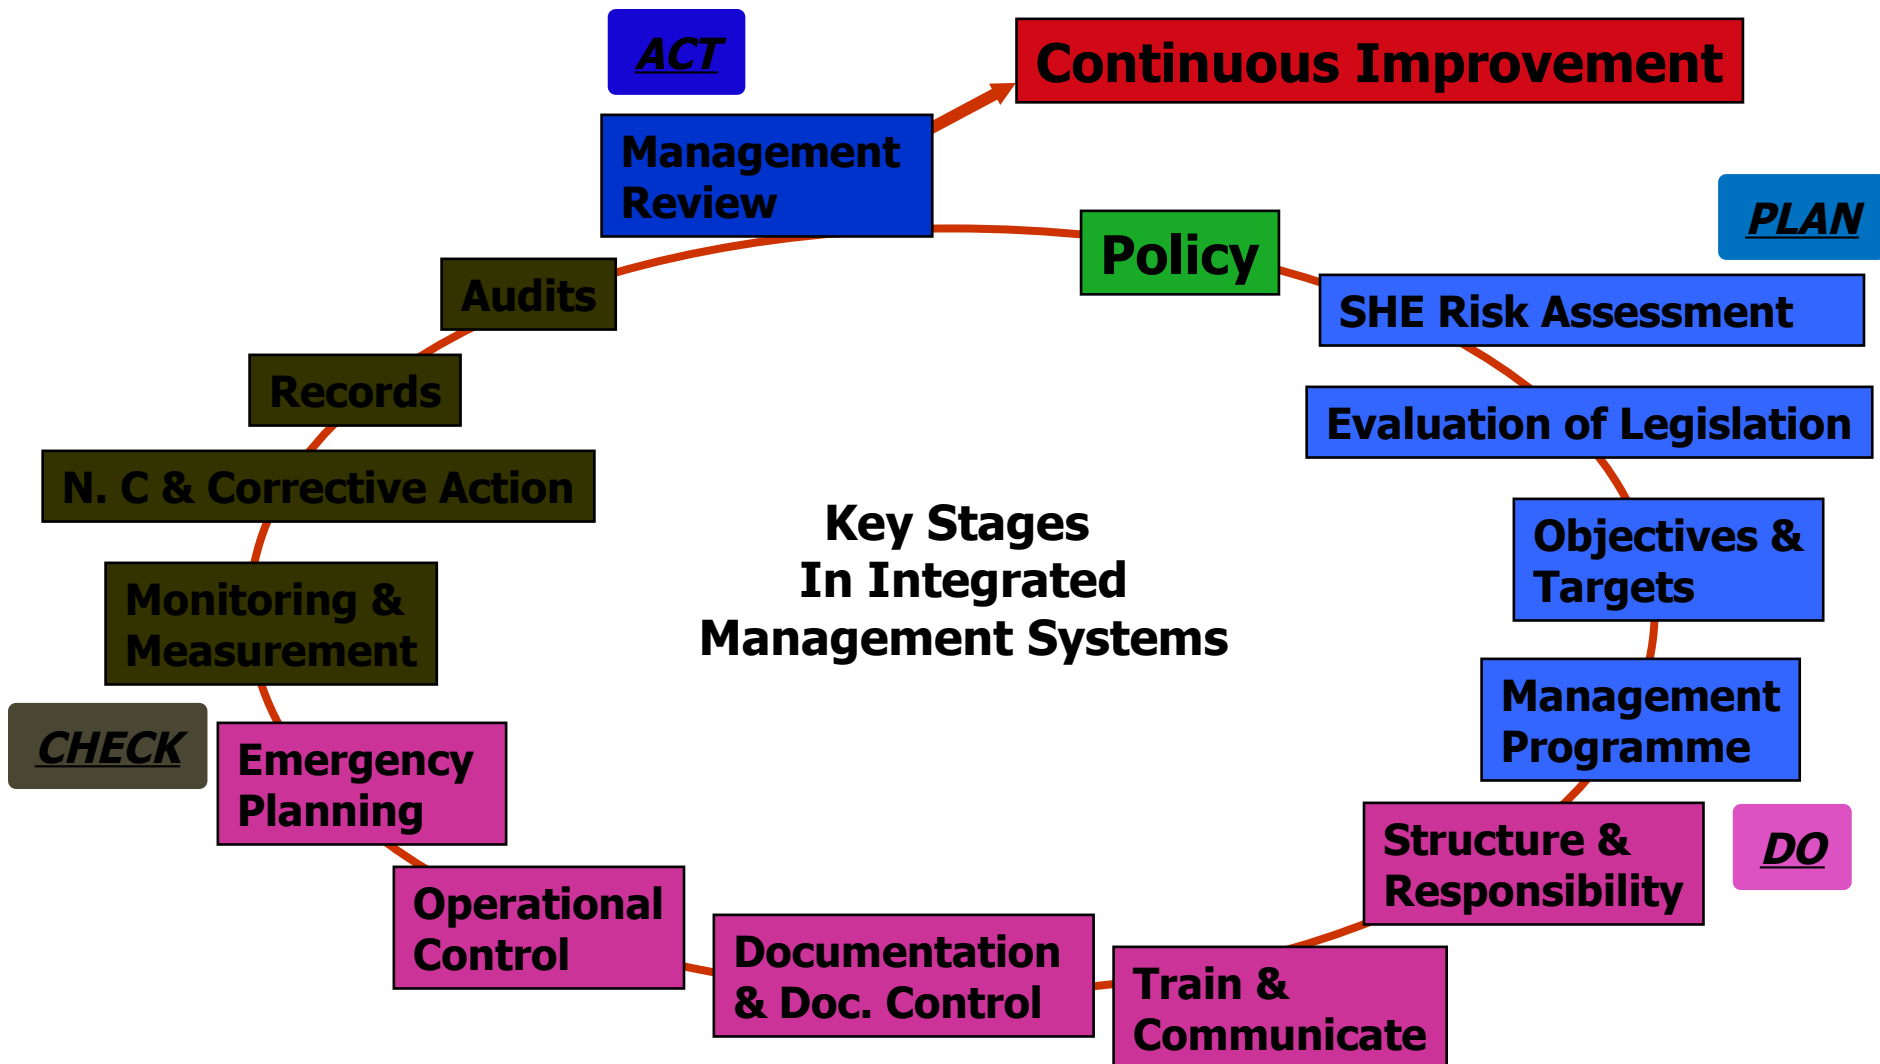 ACT
Continuous Improvement
Management
Review
PLAN
Policy
SHE Risk Assessment
Audits
Records
Evaluation of Legislation
N. C & Corrective Action
Key Stages
In Integrated
Management Systems
Objectives &
Targets
Monitoring &
Measurement
Management
Programme
CHECK
Emergency
Planning
Structure &
Responsibility
DO
Operational
Control
Documentation
& Doc. Control
Train &
Communicate